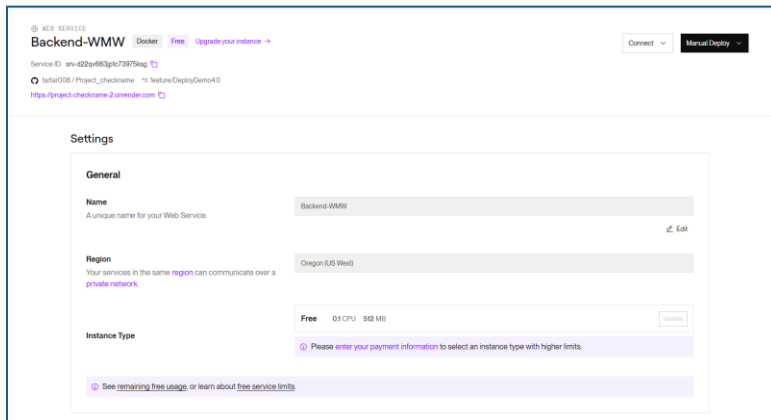 WEB SERVICE
Backend-WMW Docker Free Upgrade your instance →
Connect Manual Deploy
Service ID: srv-d22qv663jp1c73975ksg
tartar008 / Project_checkname feature/DeployDemo4.0
https://project-checkname-2.onrender.com
Settings
General
Name
A unique name for your Web Service.
Backend-WMW
Edit
Region
Your services in the same region can communicate over a
private network.
Oregon (US West)
Instance Type
Free 0.1 CPU 512 MB
Update
Please enter your payment information to select an instance type with higher limits.
See remaining free usage, or learn about free service limits.